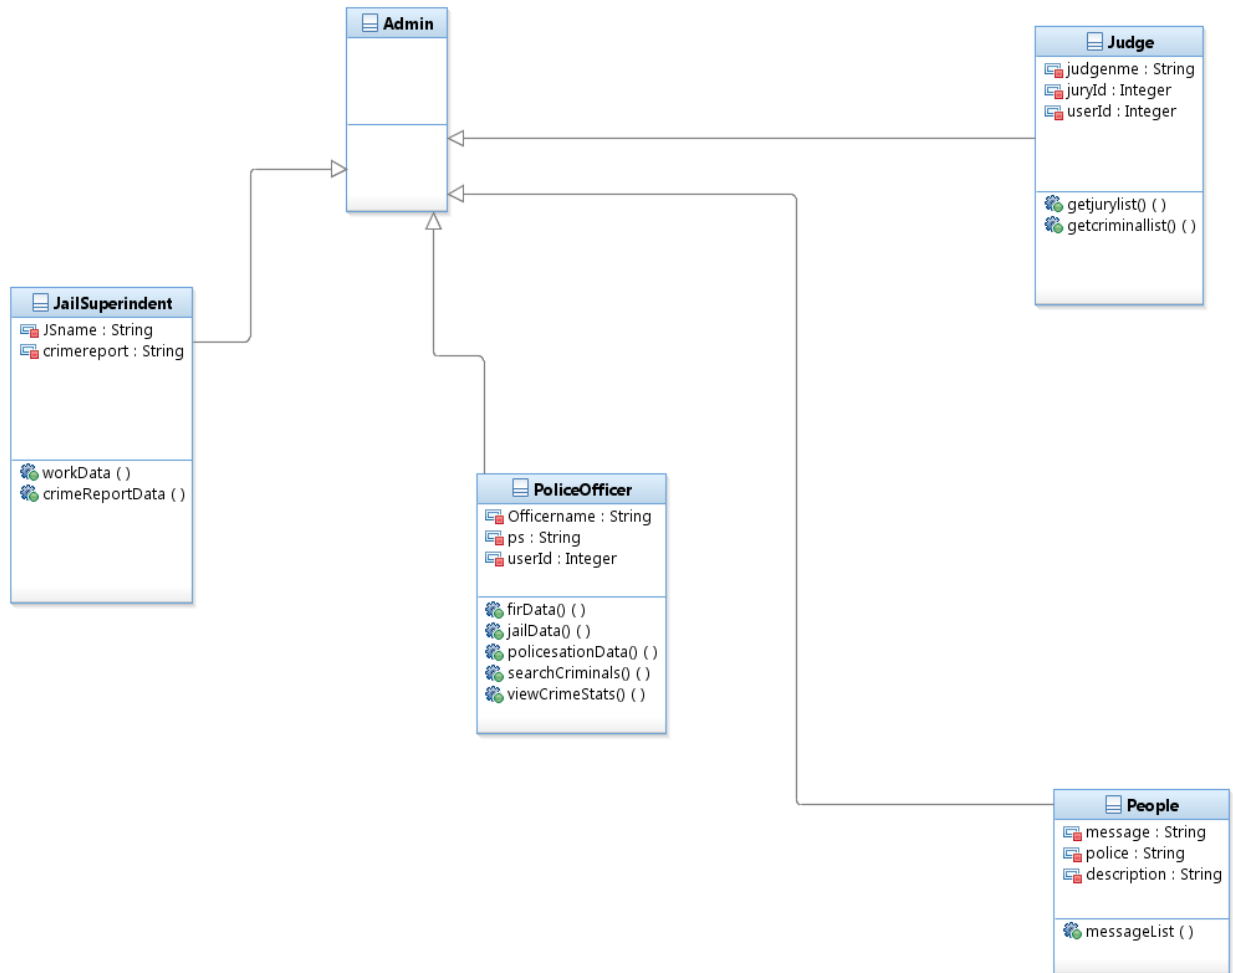 Admin
Judge
judgenme : String
juryId : Integer
userId : Integer
getjurylist() ( )
getcriminallist() ( )
JailSuperindent
JSname : String
crimereport : String
workData ( )
crimeReportData ( )
PoliceOfficer
Officername : String
ps : String
userId : Integer
firData() ( )
jailData() ( )
policesationData() ( )
searchCriminals() ( )
viewCrimeStats() ( )
People
message : String
police : String
description : String
messageList ( )